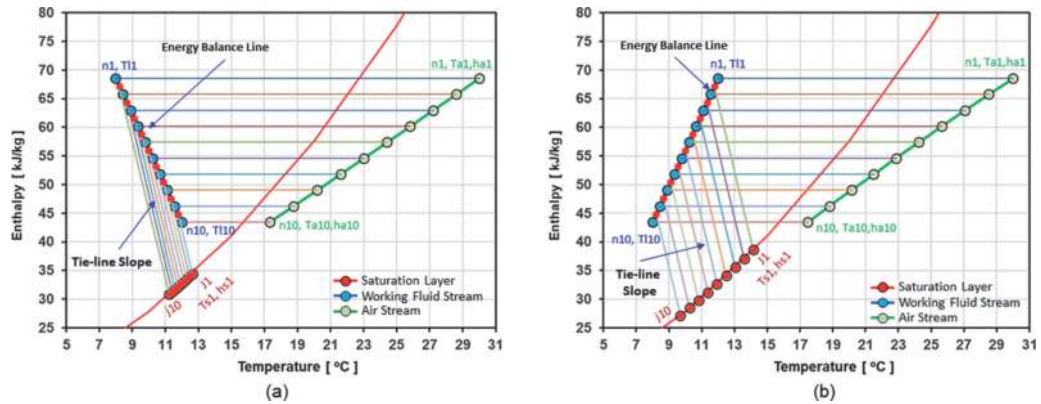 80
75
70
65
60
55
50
45
40
35
30
25
Enthalpy [ kJ/kg ]
Energy Balance Line
n1, Tl1
n1, Ta1,ha1
n10, Tl10
n10, Ta10,ha10
Tie-line Slope
J1
Ts1, hs1
j10
Saturation Layer
Working Fluid Stream
Air Stream
5 7 9 11 13 15 17 19 21 23 25 27 29 31
Temperature [ ºC ]
(a)
80
75
70
65
60
55
50
45
40
35
30
25
Enthalpy [ kJ/kg ]
Energy Balance Line
n1, Tl1
n1, Ta1,ha1
n10, Tl10
n10, Ta10,ha10
Tie-line
Slope
J1
Ts1, hs1
j10
Saturation Layer
Working Fluid Stream
Air Stream
5 7 9 11 13 15 17 19 21 23 25 27 29 31
Temperature [ ºC ]
(b)